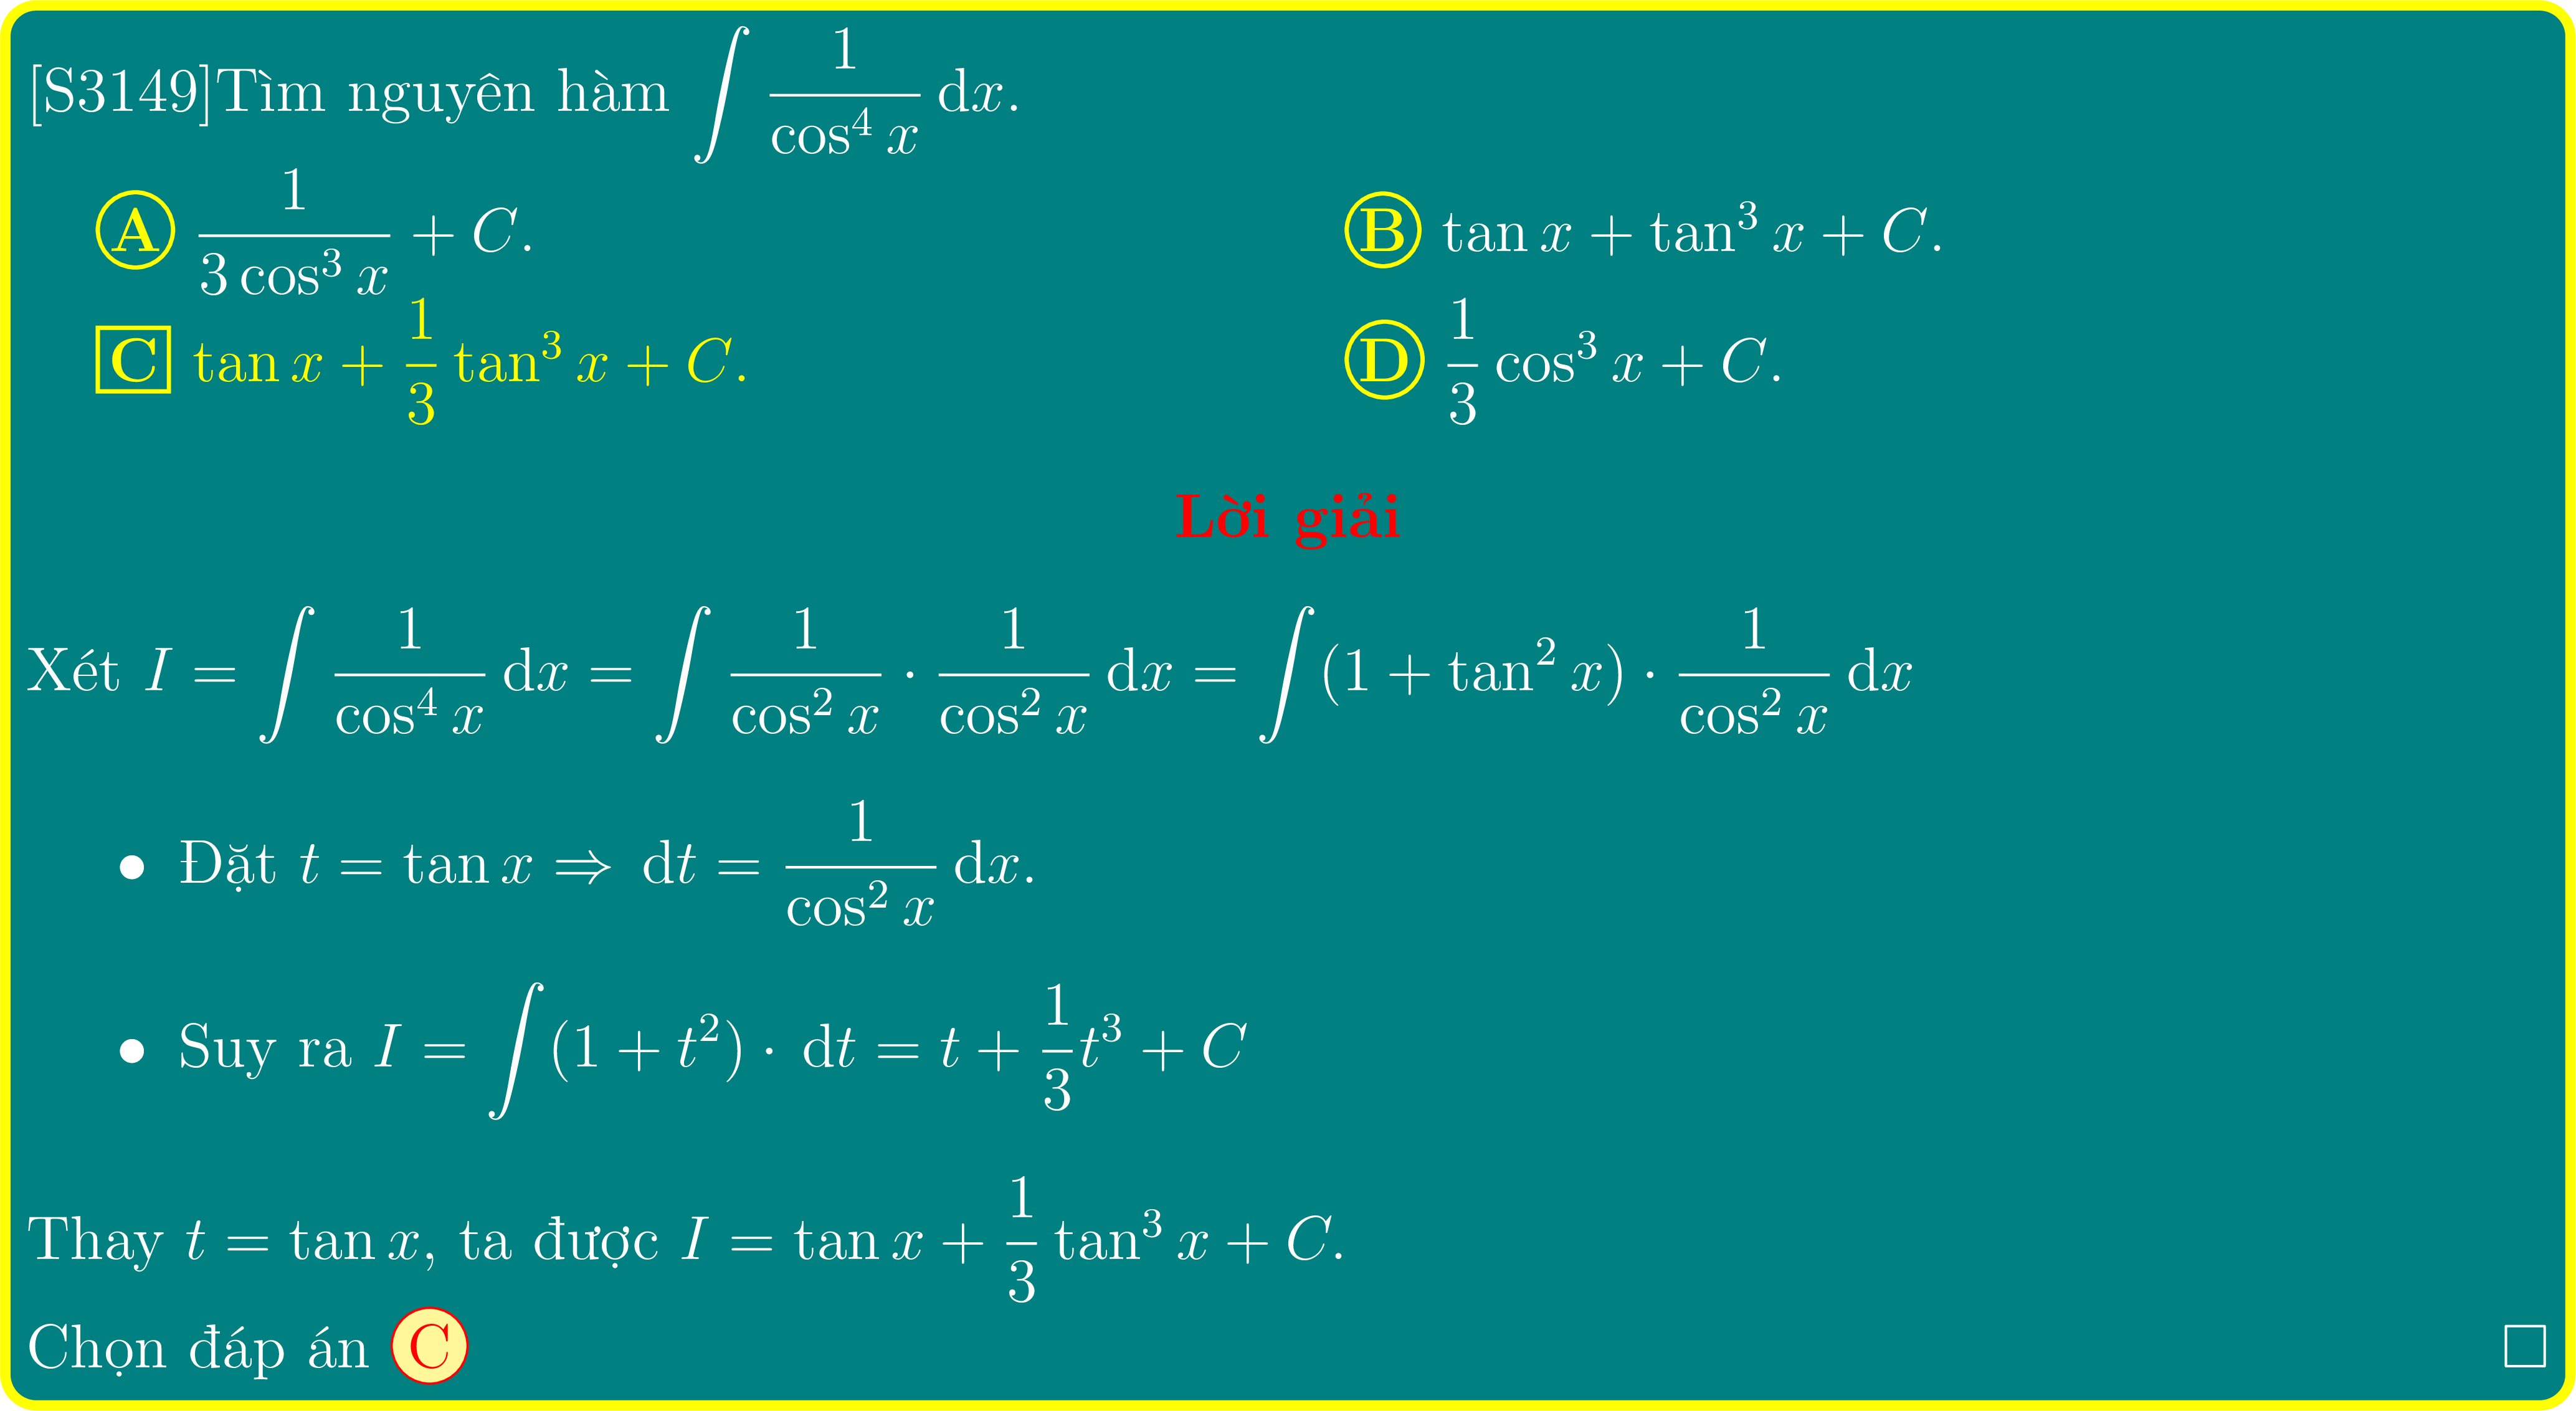 [S3149]Tìm nguyên hàm $\int \frac{1}{\cos^4 x} \, \mathrm{d}x$.
A $\frac{1}{3\cos^3 x} + C$. B $\tan x + \tan^3 x + C$.
C $\tan x + \frac{1}{3}\tan^3 x + C$. D $\frac{1}{3}\cos^3 x + C$.
Lời giải
Xét $I = \int \frac{1}{\cos^4 x} \, \mathrm{d}x = \int \frac{1}{\cos^2 x} \cdot \frac{1}{\cos^2 x} \, \mathrm{d}x = \int (1 + \tan^2 x) \cdot \frac{1}{\cos^2 x} \, \mathrm{d}x$
• Đặt $t = \tan x \Rightarrow \mathrm{d}t = \frac{1}{\cos^2 x} \, \mathrm{d}x$.
• Suy ra $I = \int (1 + t^2) \cdot \mathrm{d}t = t + \frac{1}{3}t^3 + C$
Thay $t = \tan x$, ta được $I = \tan x + \frac{1}{3}\tan^3 x + C$.
Chọn đáp án C □